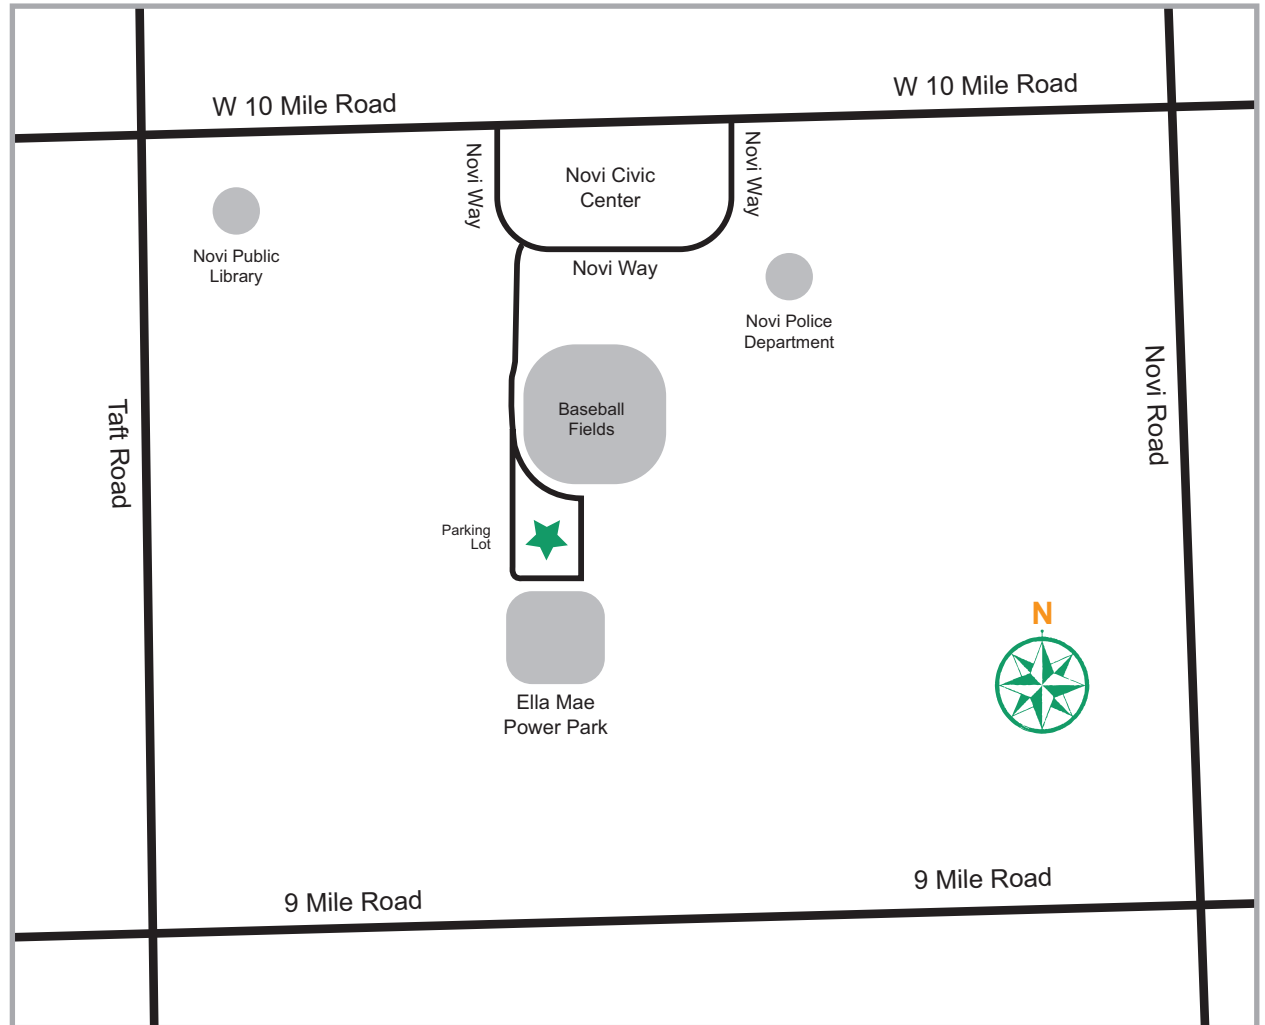 W 10 Mile Road
W 10 Mile Road
Novi Way
Novi Civic
Center
Novi Way
Novi Way
Novi Public
Library
Novi Police
Department
Taft Road
Baseball
Fields
Novi Road
Parking
Lot
N
Ella Mae
Power Park
9 Mile Road
9 Mile Road